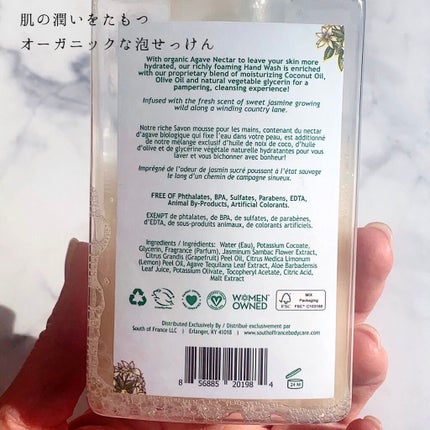 肌の潤いをたもつ
オーガニックな泡せっけん
With organic Agave Nectar to leave your skin more
hydrated, our richly foaming Hand Wash is enriched
with our proprietary blend of moisturizing Coconut Oil,
Olive Oil and natural vegetable glycerin for a
pampering, cleansing experience!
Infused with the fresh scent of sweet jasmine growing
wild along a winding country lane.
Notre riche Savon mousse pour les mains, contenant du nectar
d'agave biologique qui fixe l'eau dans votre peau, est additionné
de notre mélange exclusif d'huile de noix de coco, d'huile
d'olive et de glycérine végétale naturelle hydratantes pour vous
laver et vous bichonner avec bonheur!
Imprégné de l'odeur de jasmin sucré poussant à l'état sauvage
le long d'un chemin de campagne sinueux.
FREE OF Phthalates, BPA, Sulfates, Parabens, EDTA,
Animal By-Products, Artificial Colorants.
EXEMPT de phtalates, de BPA, de sulfates, de parabènes,
d'EDTA, de sous-produits animaux, de colorants artificiels.
Ingredients / Ingrédients: Water (Eau), Potassium Cocoate,
Glycerin, Fragrance (Parfum), Jasminum Sambac Flower Extract,
Citrus Grandis (Grapefruit) Peel Oil, Citrus Medica Limonum
(Lemon) Peel Oil, Agave Tequilana Leaf Extract, Aloe Barbadensis
Leaf Juice, Potassium Olivate, Tocopheryl Acetate, Citric Acid,
Malt Extract
WOMEN OWNED
FSC
MIX
Packaging
Distributed Exclusively By / Distribué exclusivement par
South of France LLC | Erlanger, KY 41018 | www.southoffrancebodycare.com
8 56885 20198 4
24 M